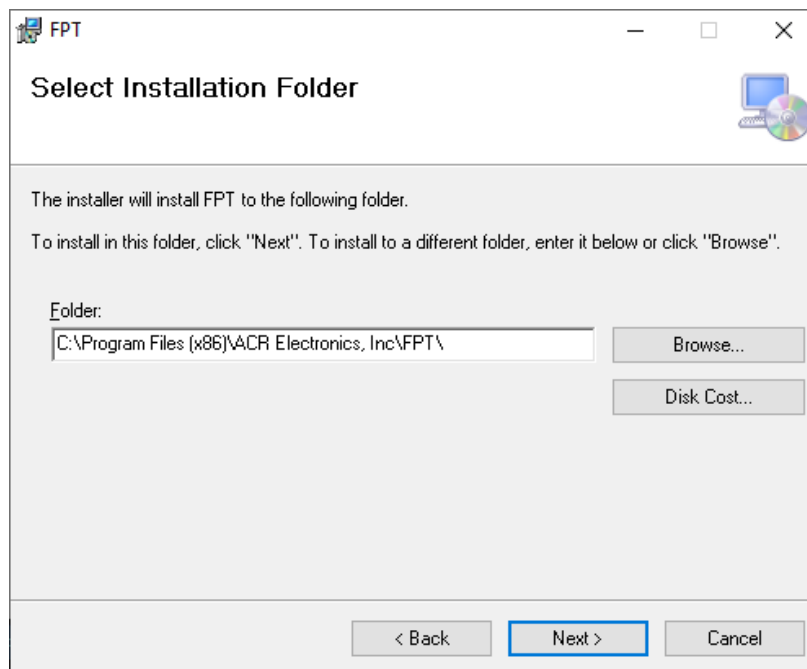 FPT
Select Installation Folder
The installer will install FPT to the following folder.
To install in this folder, click "Next". To install to a different folder, enter it below or click "Browse".
Folder:
C:\Program Files (x86)\ACR Electronics, Inc\FPT\
Browse...
Disk Cost...
< Back
Next >
Cancel